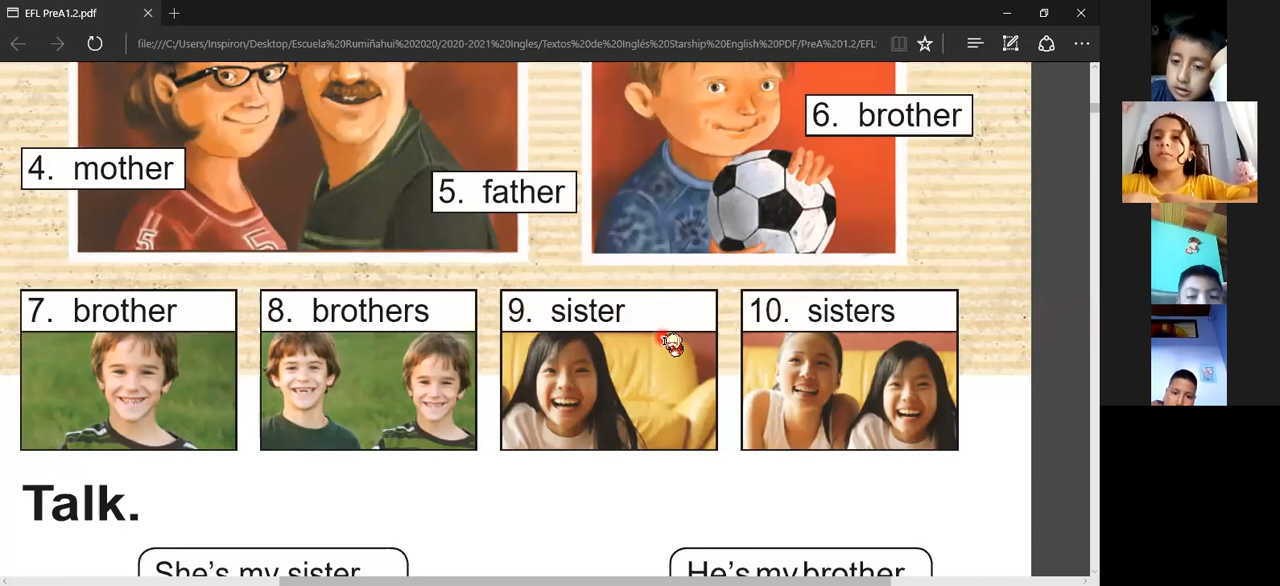 EFL PreA1.2.pdf
file:///C:/Users/Inspiron/Desktop/Escuela%20Rumiñahui%202020/2020-2021%20Ingles/Textos%20de%20Inglés%20Starship%20English%20PDF/PreA%201.2/EFL'
6. brother
4. mother
5. father
5
5
7. brother
8. brothers
9. sister
10. sisters
Talk.
She's my sister
He's my brother